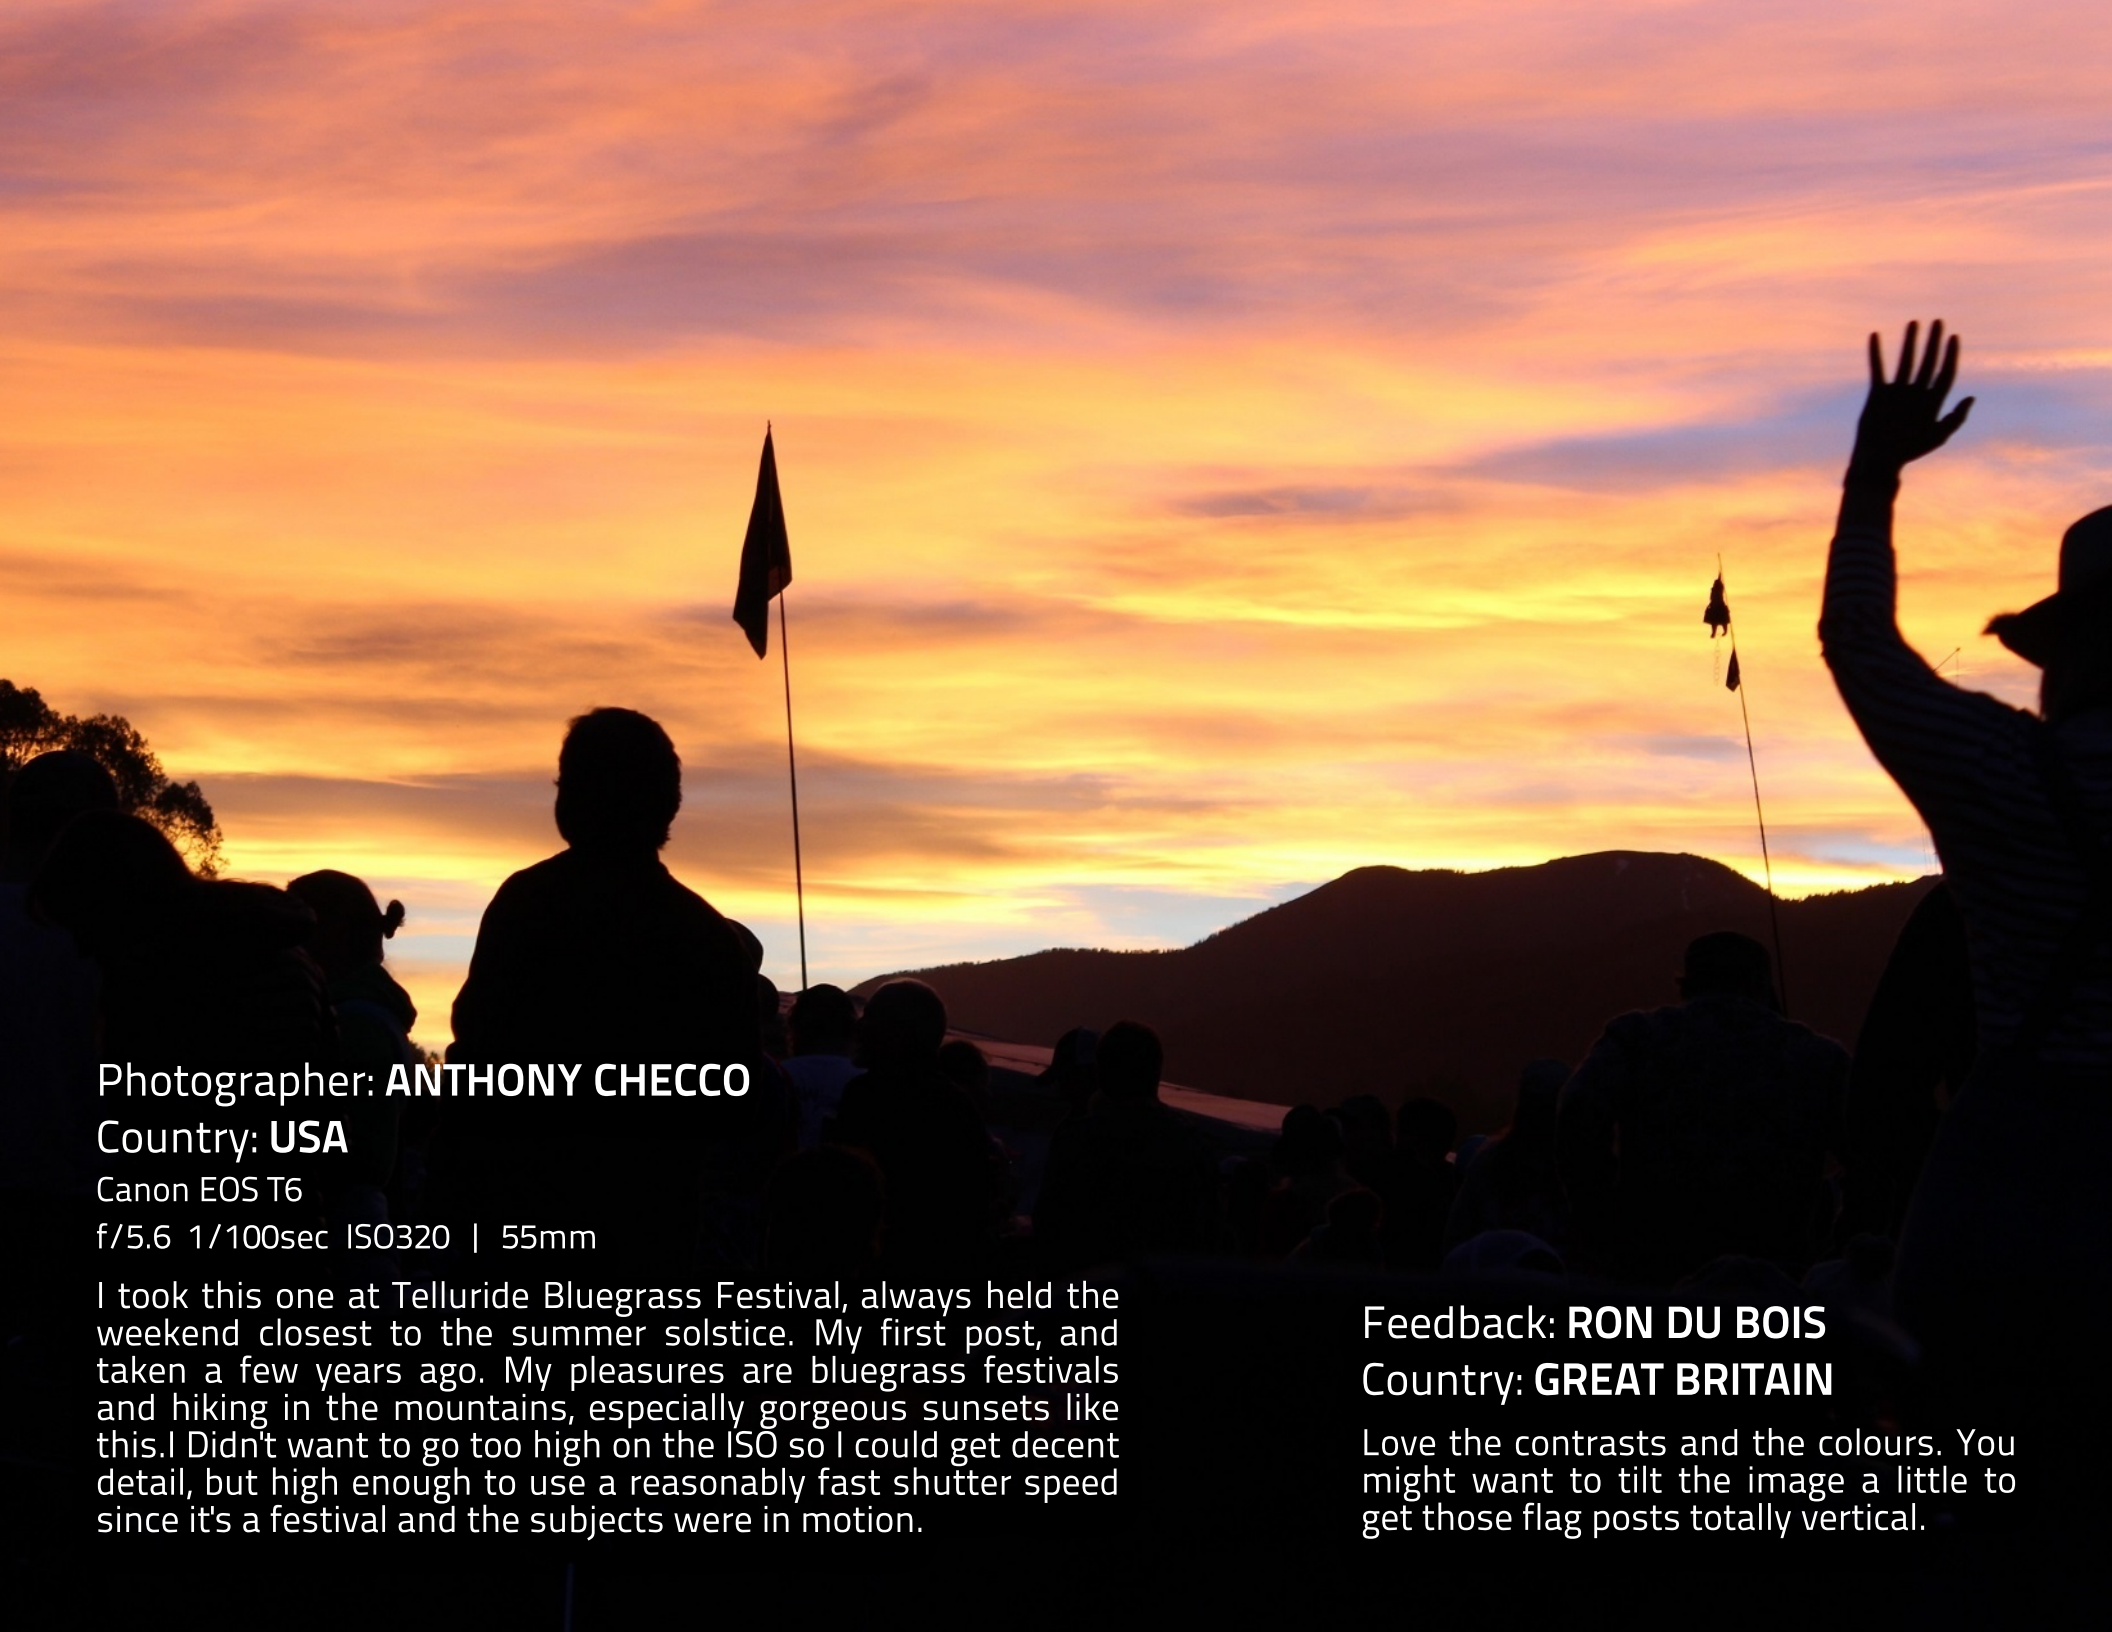 Photographer: ANTHONY CHECCO
Country: USA
Canon EOS T6
f/5.6 1/100sec ISO320 | 55mm
I took this one at Telluride Bluegrass Festival, always held the
weekend closest to the summer solstice. My first post, and
taken a few years ago. My pleasures are bluegrass festivals
and hiking in the mountains, especially gorgeous sunsets like
this.I Didn't want to go too high on the ISO so I could get decent
detail, but high enough to use a reasonably fast shutter speed
since it's a festival and the subjects were in motion.
Feedback: RON DU BOIS
Country: GREAT BRITAIN
Love the contrasts and the colours. You
might want to tilt the image a little to
get those flag posts totally vertical.